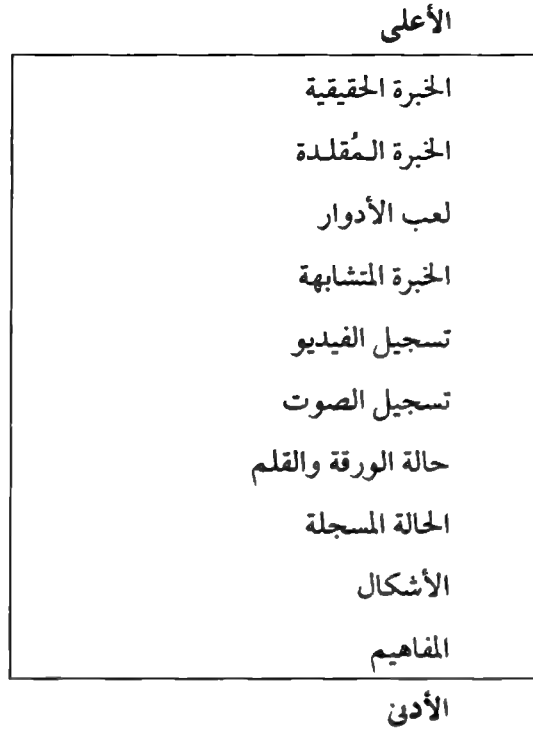 الأعلى
الخبرة الحقيقية
الخبرة المُقلدة
لعب الأدوار
الخبرة المتشابهة
تسجيل الفيديو
تسجيل الصوت
حالة الورقة والقلم
الحالة المسجلة
الأشكال
المفاهيم
الأدنى